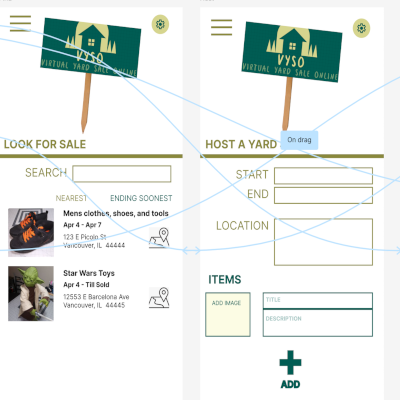 VYSO
VIRTUAL YARD SALE ONLINE
LOOK FOR SALE
SEARCH
NEAREST
ENDING SOONEST
Mens clothes, shoes, and tools
Apr 4 - Apr 7
123 E Picolo St
Vancouver, IL 44444
Star Wars Toys
Apr 4 - Till Sold
12553 E Barcelona Ave
Vancouver, IL 44445
VYSO
VIRTUAL YARD SALE ONLINE
HOST A YARD
On drag
START
END
LOCATION
ITEMS
ADD IMAGE
TITLE
DESCRIPTION
ADD